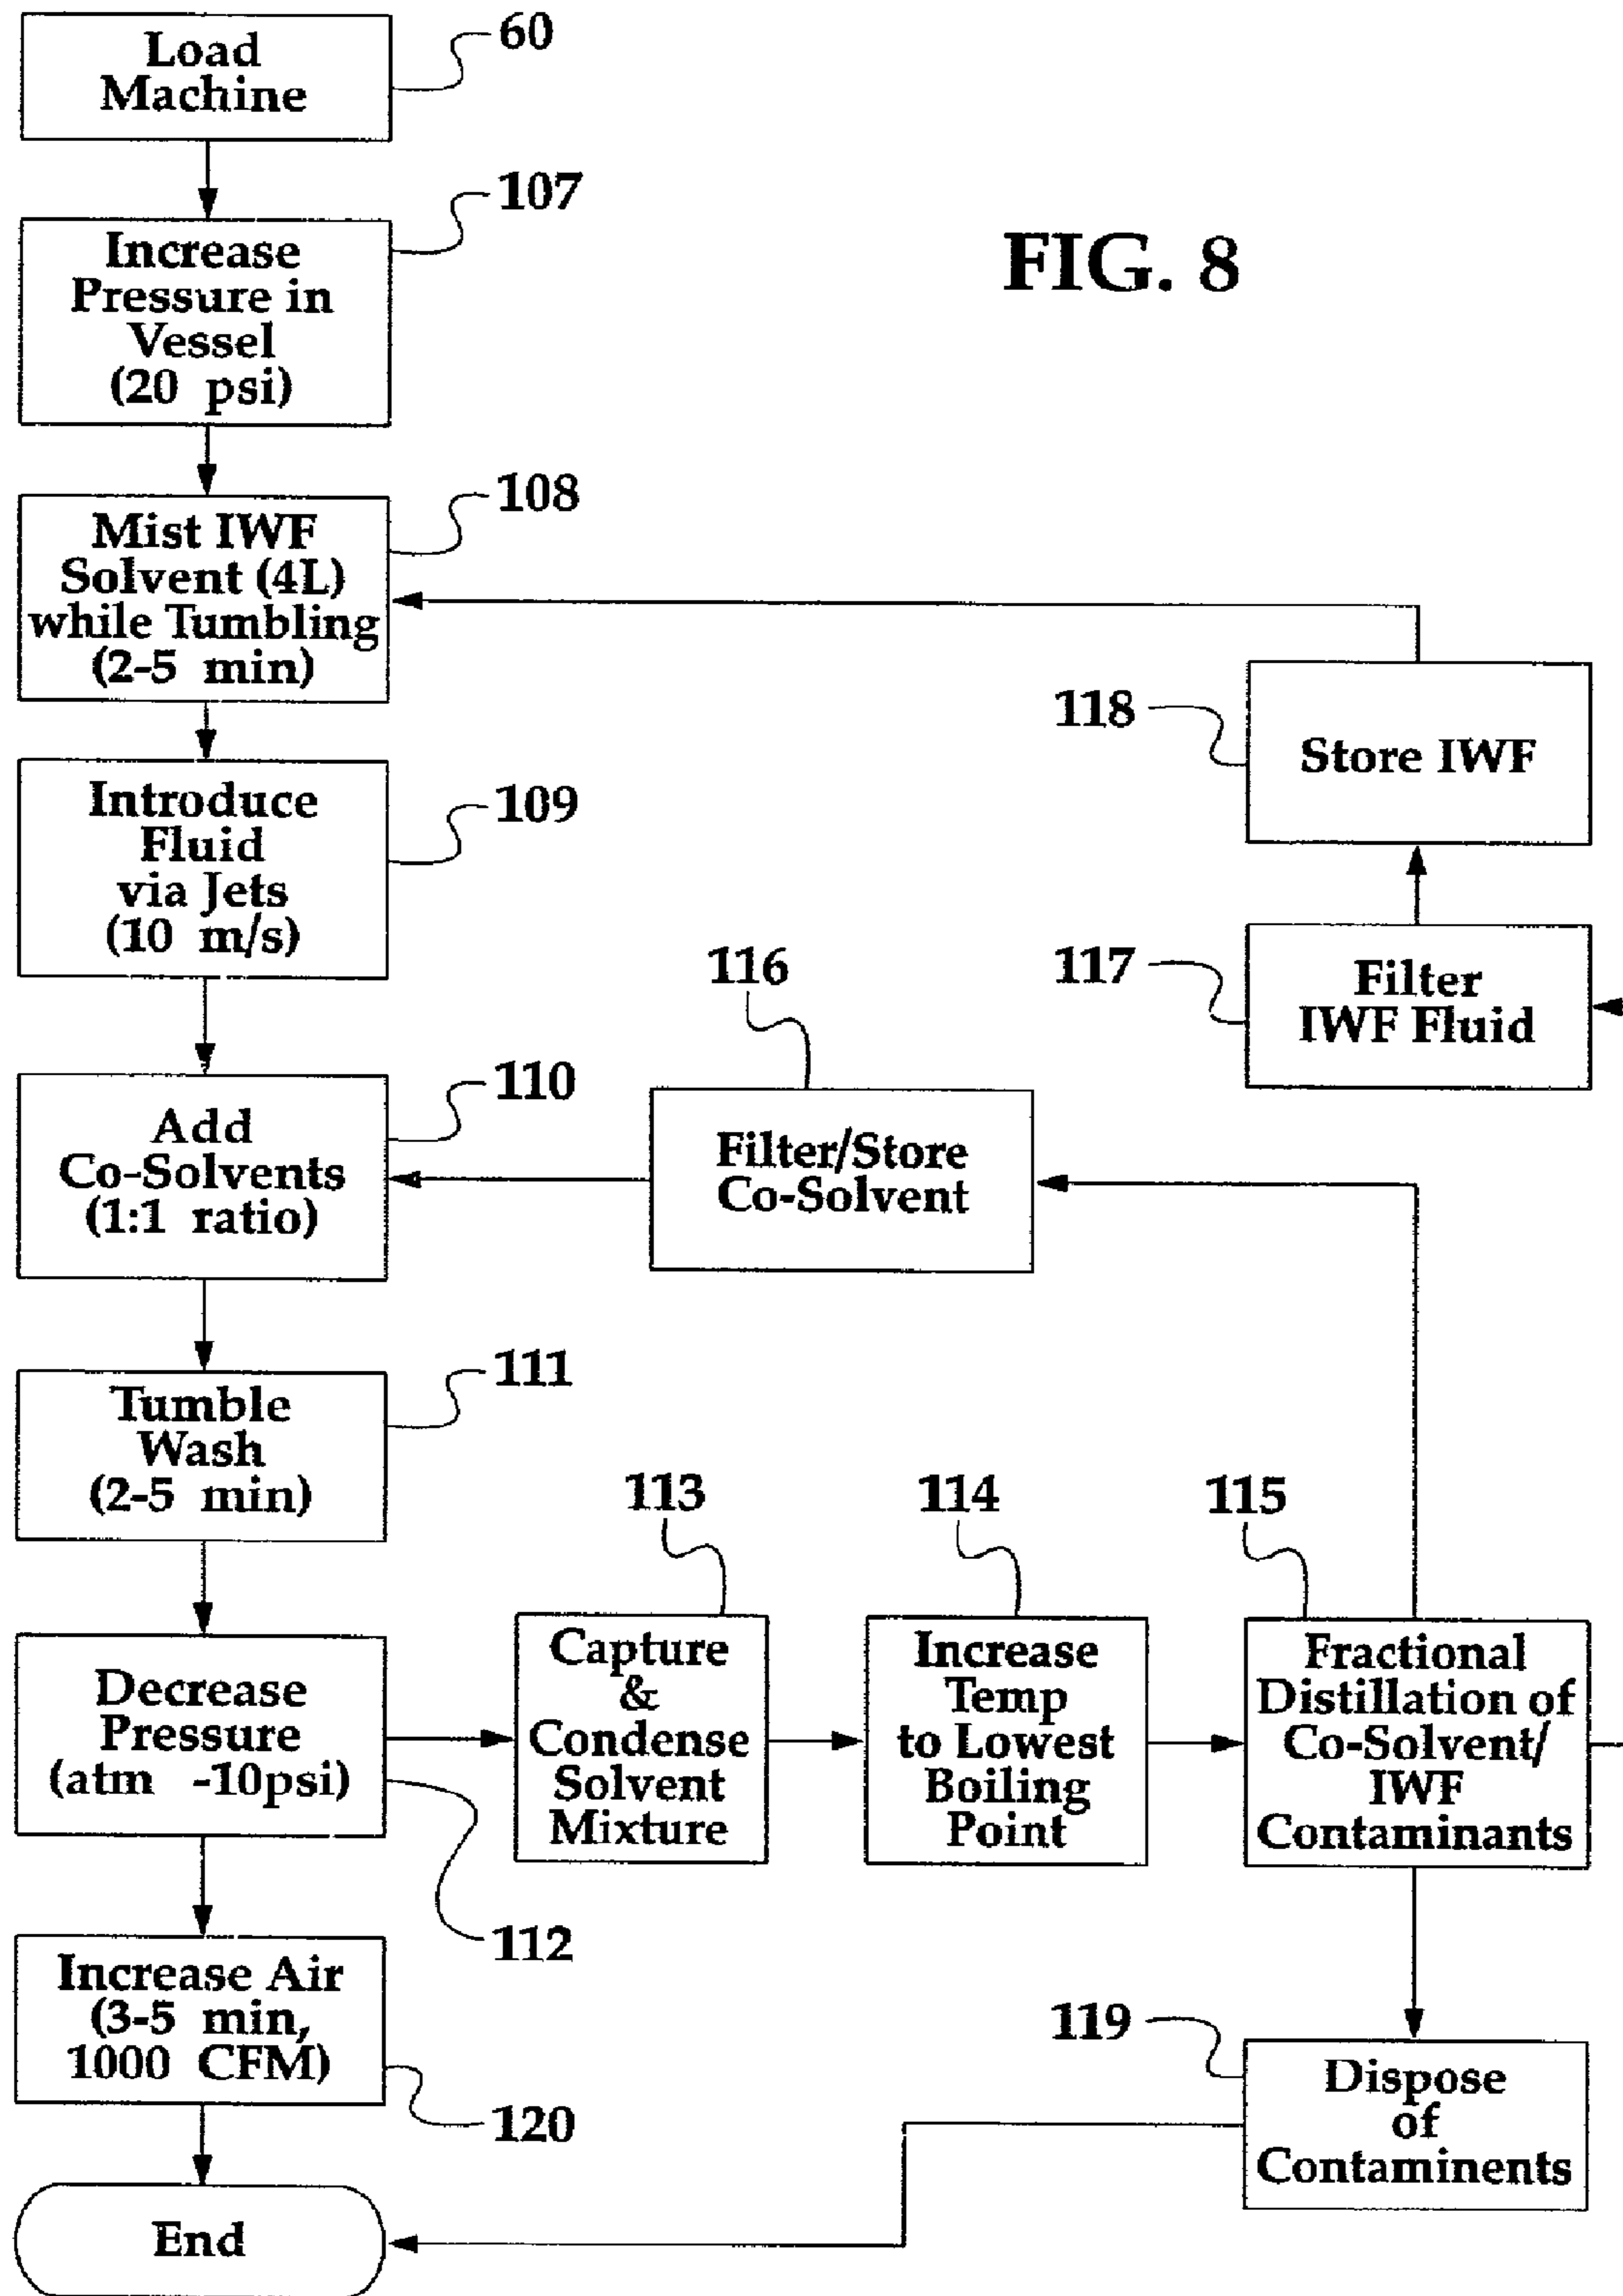 Load
Machine
60
Increase
Pressure in
Vessel
(20 psi)
107
FIG. 8
Mist IWF
Solvent (4L)
while Tumbling
(2-5 min)
108
Introduce
Fluid
via Jets
(10 m/s)
109
118
Store IWF
117
Filter
IWF Fluid
116
Filter/Store
Co-Solvent
Add
Co-Solvents
(1:1 ratio)
110
Tumble
Wash
(2-5 min)
111
Decrease
Pressure
(atm -10psi)
112
113
Capture
&
Condense
Solvent
Mixture
114
Increase
Temp
to Lowest
Boiling
Point
115
Fractional
Distillation of
Co-Solvent/
IWF
Contaminants
Increase Air
(3-5 min,
1000 CFM)
120
119
Dispose
of
Contaminents
End